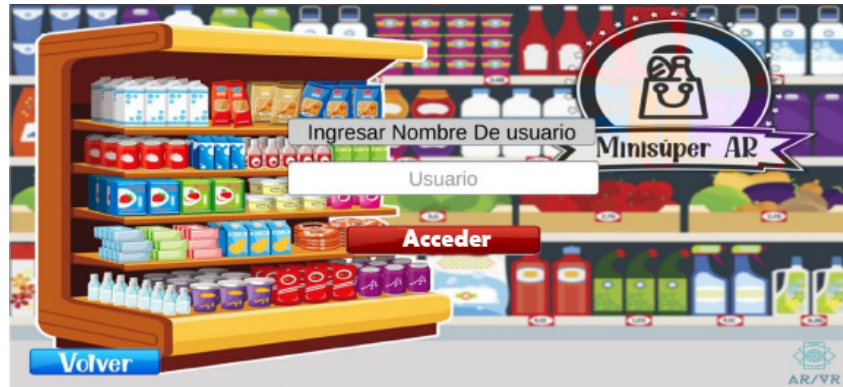 Ingresar Nombre De usuario
Minisúper AR
Usuario
Acceder
Volver
AR/VR